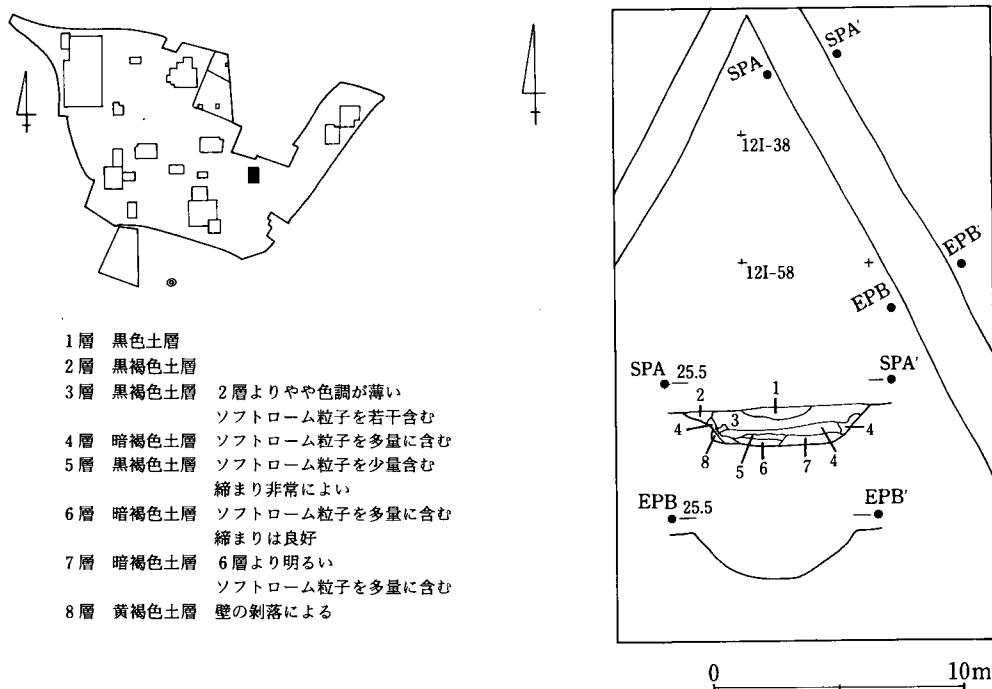 1層 黒色土層
2層 黒褐色土層
3層 黒褐色土層 2層よりやや色調が薄い
ソフトローム粒子を若干含む
4層 暗褐色土層 ソフトローム粒子を多量に含む
5層 黒褐色土層 ソフトローム粒子を少量含む
締まり非常によい
6層 暗褐色土層 ソフトローム粒子を多量に含む
締まりは良好
7層 暗褐色土層 6層より明るい
ソフトローム粒子を多量に含む
8層 黄褐色土層 壁の剝落による
SPA SPA'
12I-38
EPB'
12I-58
EPB
SPA 25.5 SPA'
2 1
4 3 4
8 5 6 7 4
EPB 25.5 EPB'
0 10m